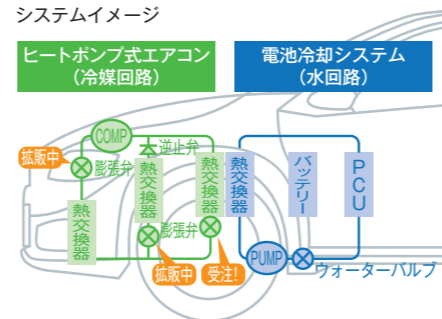 システムイメージ
ヒートポンプ式エアコン
（冷媒回路）
電池冷却システム
（水回路）
COMP
逆止弁
拡販中
膨張弁
熱交換器
熱交換器
熱交換器
熱交換器
バッテリー
PCU
膨張弁
拡販中
受注!
PUMP
ウォーターバルブ